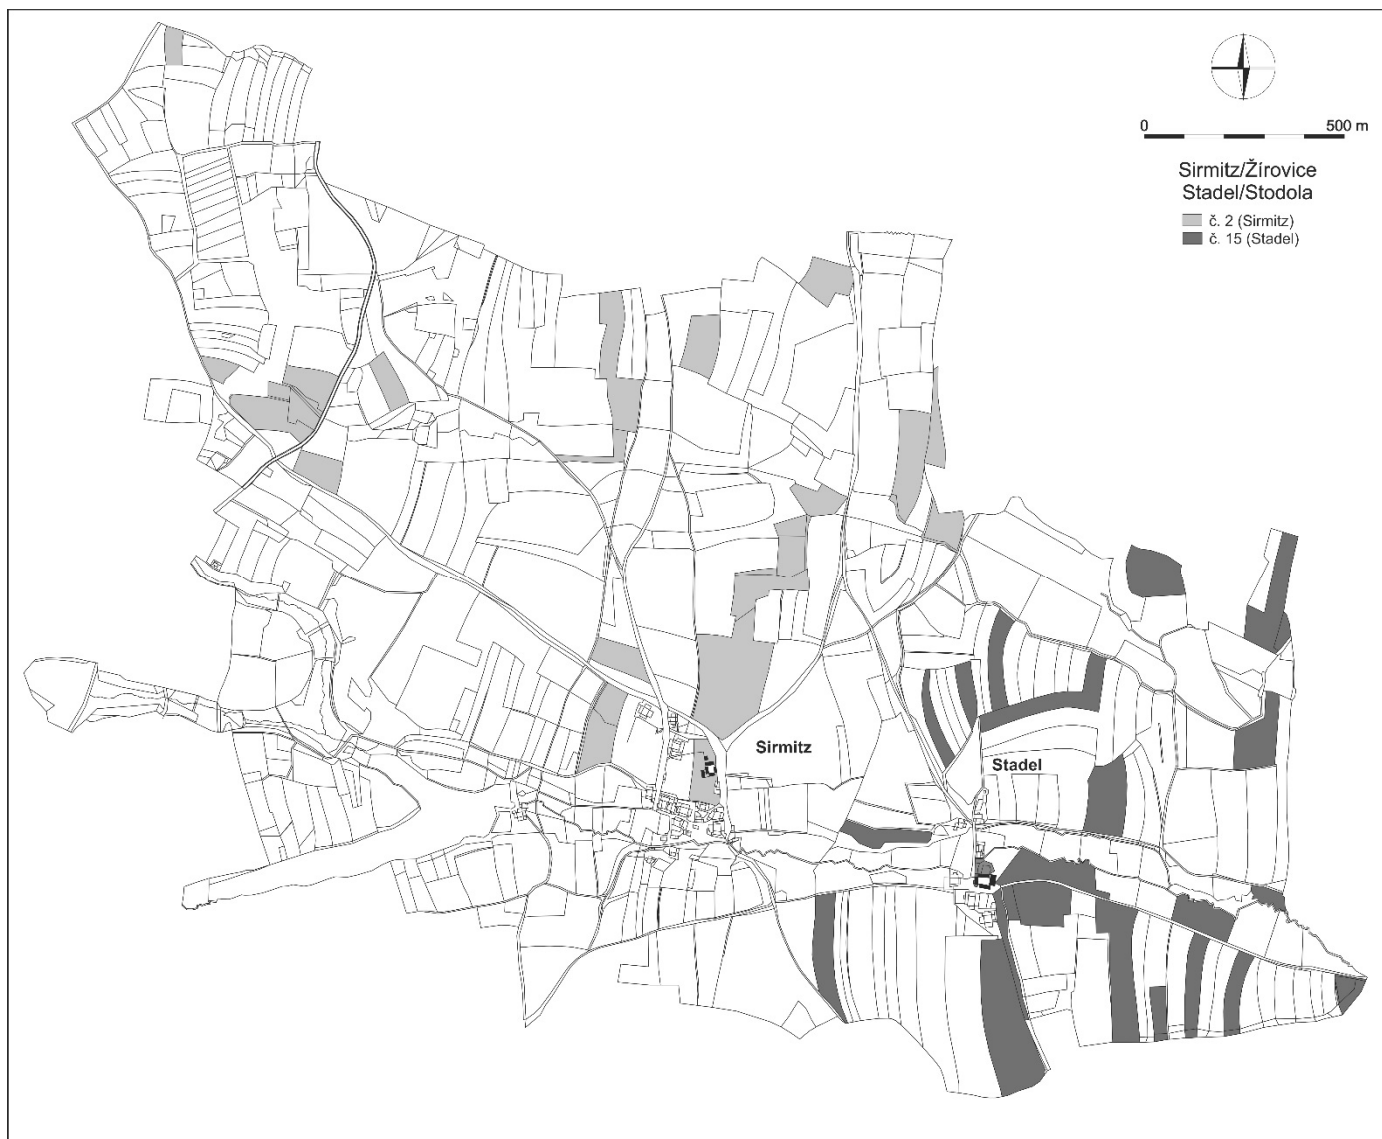 0 500 m
Sirmitz/Žírovice
Stadel/Stodola
č. 2 (Sirmitz)
č. 15 (Stadel)
Sirmitz
Stadel